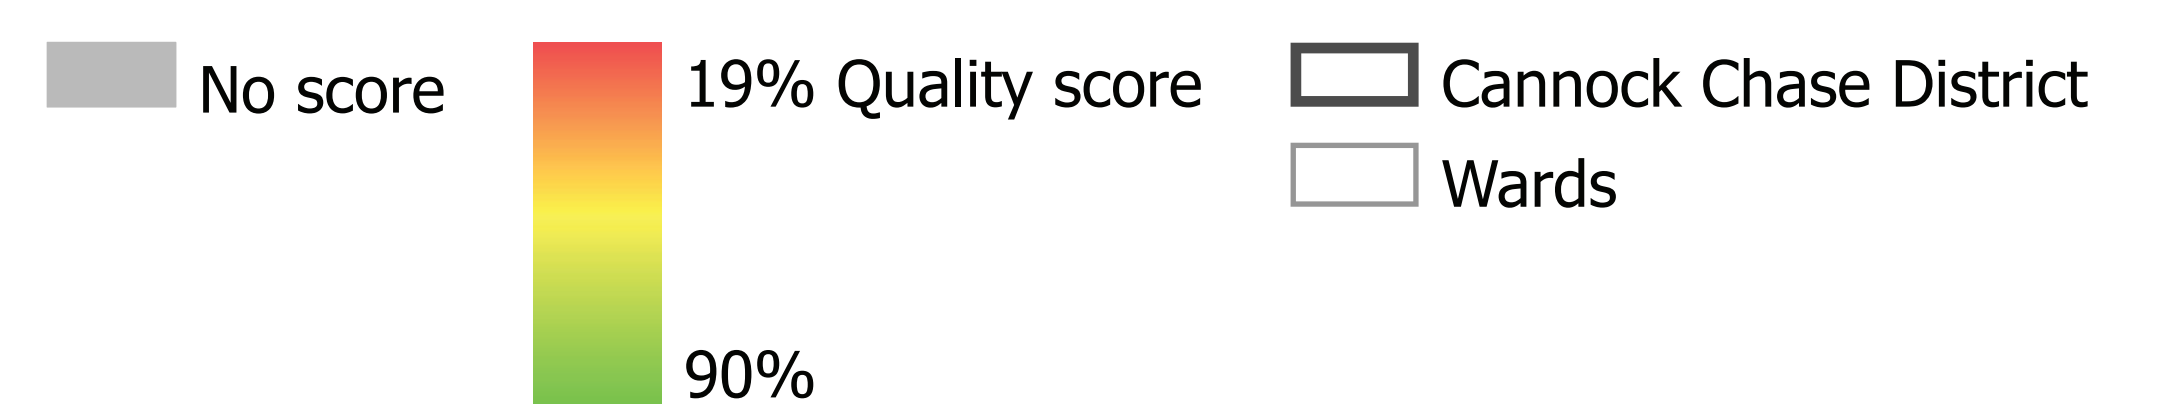 No score
19% Quality score
90%
Cannock Chase District
Wards